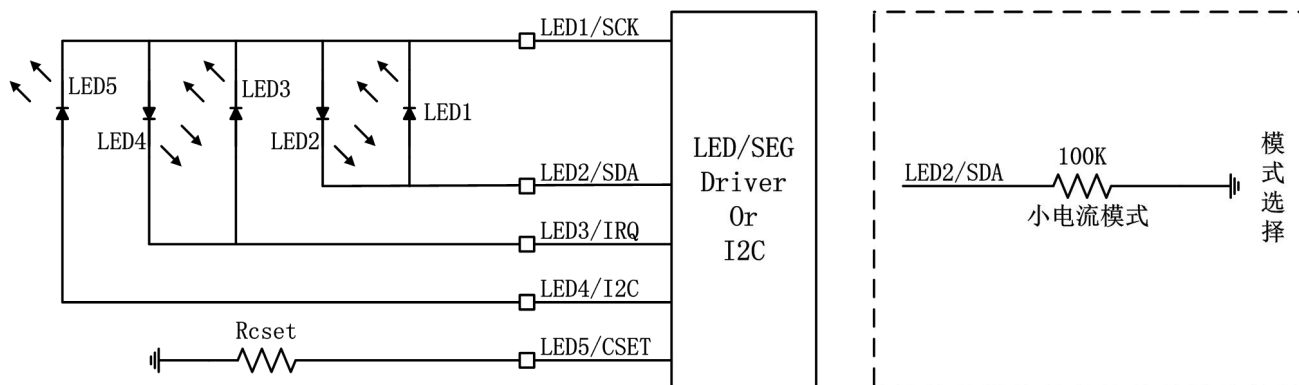 LED1/SCK
LED5
LED3
LED4
LED2
LED1
LED/SEG
Driver
Or
I2C
LED2/SDA
LED3/IRQ
LED4/I2C
Rcset
LED5/CSET
100K
LED2/SDA
小电流模式
模式选择